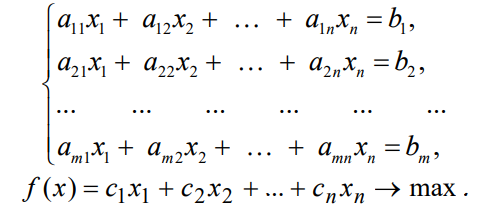 a₁₁x₁ + a₁₂x₂ + ... + a₁ₙxₙ = b₁,
a₂₁x₁ + a₂₂x₂ + ... + a₂ₙxₙ = b₂,
... ... ... ... ... ...
aₘ₁x₁ + aₘ₂x₂ + ... + aₘₙxₙ = bₘ,
f(x) = c₁x₁ + c₂x₂ + ... + cₙxₙ → max .